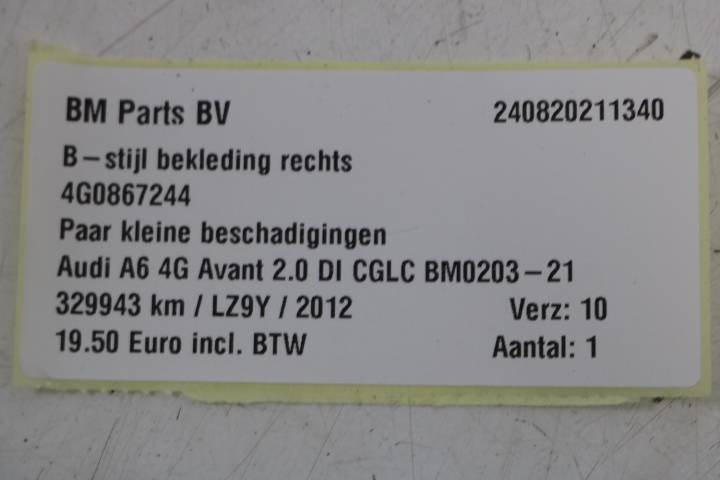 BM Parts BV 240820211340
B-stijl bekleding rechts
4G0867244
Paar kleine beschadigingen
Audi A6 4G Avant 2.0 DI CGLC BM0203-21
329943 km / LZ9Y / 2012 Verz: 10
19.50 Euro incl. BTW Aantal: 1